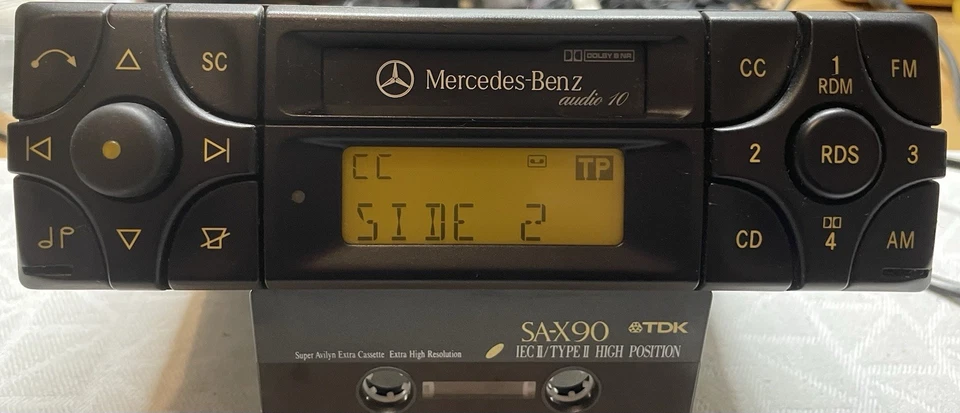 SC
DOLBY B NR
Mercedes-Benz
audio 10
CC
1
RDM
FM
2
RDS
3
CC
TP
SIDE 2
CD
4
AM
SA-X90
TDK
Super Avilyn Extra Cassette Extra High Resolution
IEC II/TYPE II HIGH POSITION